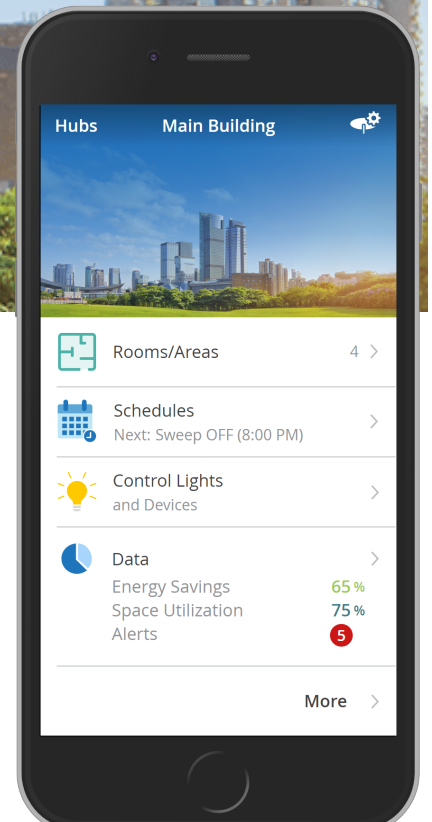 Hubs Main Building
Rooms/Areas 4
Schedules
Next: Sweep OFF (8:00 PM)
Control Lights
and Devices
Data
Energy Savings 65 %
Space Utilization 75 %
Alerts 5
More